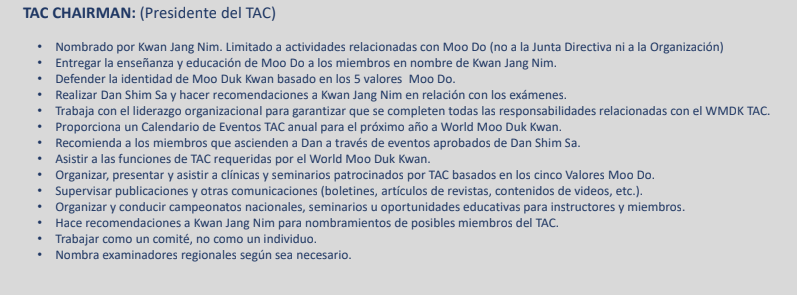 TAC CHAIRMAN: (Presidente del TAC)
• Nombrado por Kwan Jang Nim. Limitado a actividades relacionadas con Moo Do (no a la Junta Directiva ni a la Organización)
• Entregar la enseñanza y educación de Moo Do a los miembros en nombre de Kwan Jang Nim.
• Defender la identidad de Moo Duk Kwan basado en los 5 valores Moo Do.
• Realizar Dan Shim Sa y hacer recomendaciones a Kwan Jang Nim en relación con los exámenes.
• Trabaja con el liderazgo organizacional para garantizar que se completen todas las responsabilidades relacionadas con el WMDK TAC.
• Proporciona un Calendario de Eventos TAC anual para el próximo año a World Moo Duk Kwan.
• Recomienda a los miembros que ascienden a Dan a través de eventos aprobados de Dan Shim Sa.
• Asistir a las funciones de TAC requeridas por el World Moo Duk Kwan.
• Organizar, presentar y asistir a clínicas y seminarios patrocinados por TAC basados en los cinco Valores Moo Do.
• Supervisar publicaciones y otras comunicaciones (boletines, artículos de revistas, contenidos de videos, etc.).
• Organizar y conducir campeonatos nacionales, seminarios u oportunidades educativas para instructores y miembros.
• Hace recomendaciones a Kwan Jang Nim para nombramientos de posibles miembros del TAC.
• Trabajar como un comité, no como un individuo.
• Nombra examinadores regionales según sea necesario.